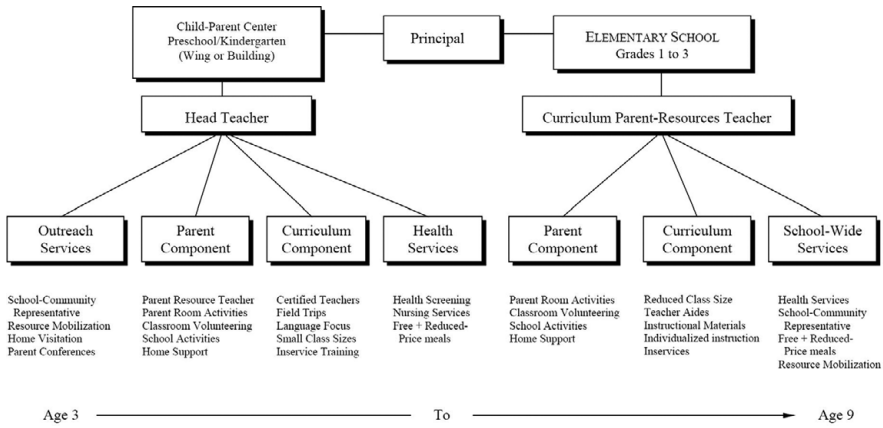 Child-Parent Center
Preschool/Kindergarten
(Wing or Building)
Principal
ELEMENTARY SCHOOL
Grades 1 to 3
Head Teacher
Curriculum Parent-Resources Teacher
Outreach
Services
Parent
Component
Curriculum
Component
Health
Services
Parent
Component
Curriculum
Component
School-Wide
Services
School-Community
Representative
Resource Mobilization
Home Visitation
Parent Conferences
Parent Resource Teacher
Parent Room Activities
Classroom Volunteering
School Activities
Home Support
Certified Teachers
Field Trips
Language Focus
Small Class Sizes
Inservice Training
Health Screening
Nursing Services
Free + Reduced-
Price meals
Parent Room Activities
Classroom Volunteering
School Activities
Home Support
Reduced Class Size
Teacher Aides
Instructional Materials
Individualized instruction
Inservices
Health Services
School-Community
Representative
Free + Reduced-
Price meals
Resource Mobilization
Age 3
To
Age 9